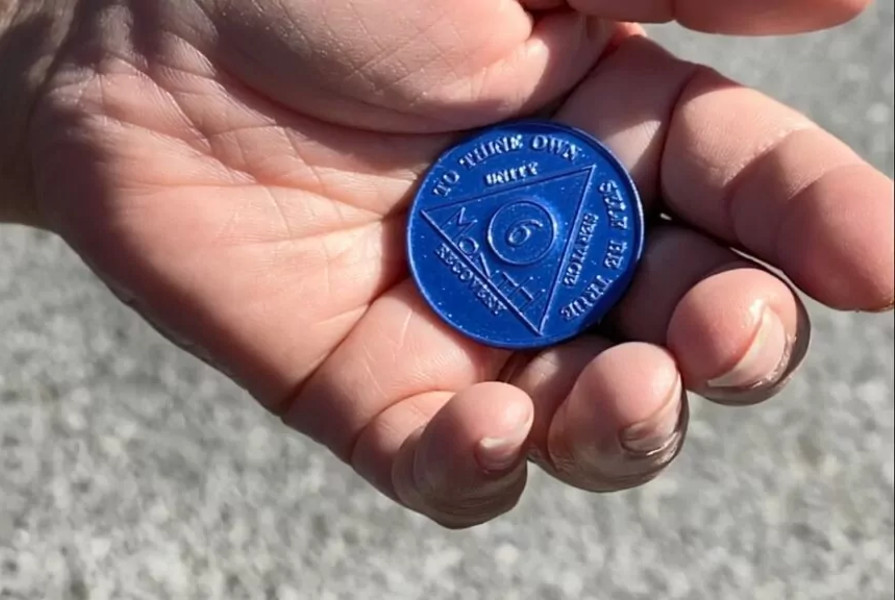 TO THINE OWN SELF BE TRUE
UNITY
SERVICE
RECOVERY
6
MONTH